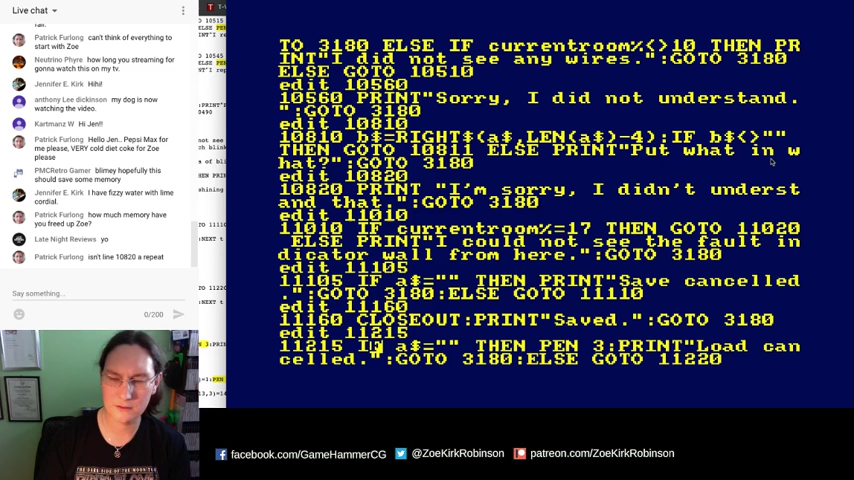 Live chat
Patrick Furlong can't think of everything to
start with Zoe
Neutrino Phyre how long you streaming for
gonna watch this on my tv.
Jennifer E. Kirk Hihi!
anthony Lee dickinson my dog is now
watching the video.
Kartmanz W Hi Jen!!
Patrick Furlong Hello Jen.. Pepsi Max for
me please, VERY cold diet coke for Zoe
please
PMCRetro Gamer blimey hopefully this
should save some memory
Jennifer E. Kirk I have fizzy water with lime
cordial.
Patrick Furlong how much memory have
you freed up Zoe?
Late Night Reviews yo
Patrick Furlong isn't line 10820 a repeat
Say something...
0/200
TO 3180 ELSE IF currentroom%<>10 THEN PR
INT"I did not see any wires.":GOTO 3180
ELSE GOTO 10510
edit 10560
10560 PRINT"Sorry, I did not understand.
":GOTO 3180
edit 10810
10810 b$=RIGHT$(a$,LEN(a$)-4):IF b$<>""
THEN GOTO 10811 ELSE PRINT"Put what in w
hat?":GOTO 3180
edit 10820
10820 PRINT "I'm sorry, I didn't underst
and that.":GOTO 3180
edit 11010
11010 IF currentroom%=17 THEN GOTO 11020
ELSE PRINT"I could not see the fault in
dicator wall from here.":GOTO 3180
edit 11105
11105 IF a$="" THEN PRINT"Save cancelled
.":GOTO 3180:ELSE GOTO 11110
edit 11160
11160 CLOSEOUT:PRINT"Saved.":GOTO 3180
edit 11215
11215 IF a$="" THEN PEN 3:PRINT"Load can
celled.":GOTO 3180:ELSE GOTO 11220
facebook.com/GameHammerCG
@ZoeKirkRobinson
patreon.com/ZoeKirkRobinson